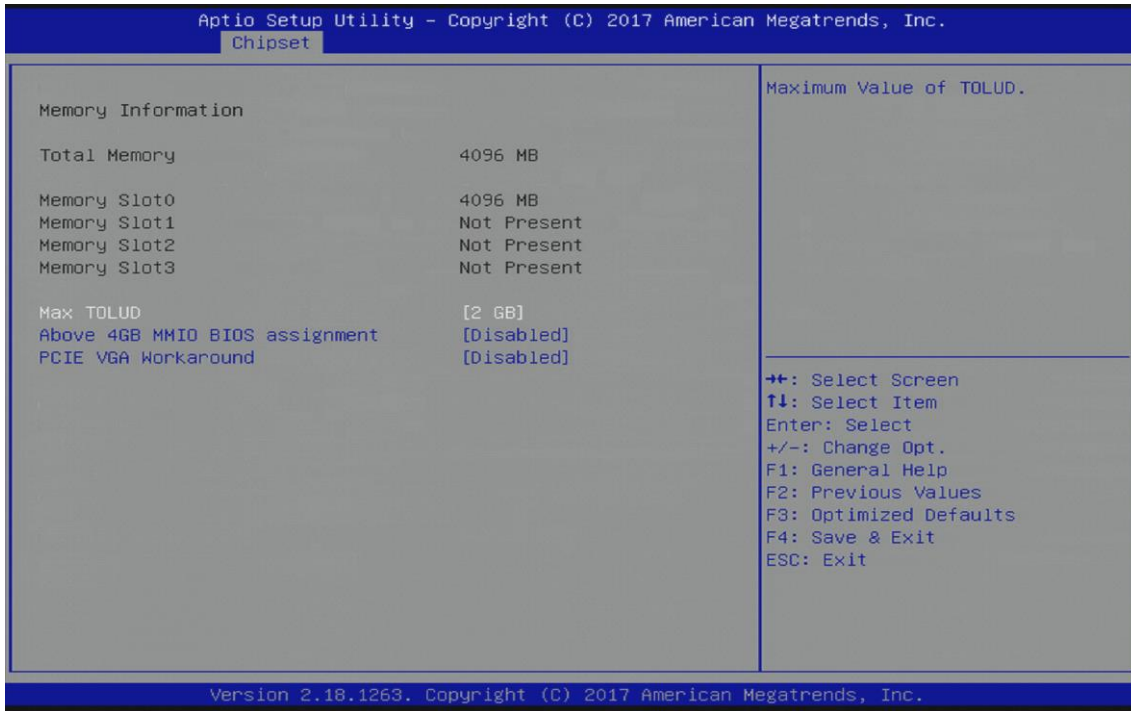 Aptio Setup Utility – Copyright (C) 2017 American Megatrends, Inc.
Chipset
Memory Information
Total Memory 4096 MB
Memory Slot0 4096 MB
Memory Slot1 Not Present
Memory Slot2 Not Present
Memory Slot3 Not Present
Max TOLUD [2 GB]
Above 4GB MMIO BIOS assignment [Disabled]
PCIE VGA Workaround [Disabled]
Maximum Value of TOLUD.
→←: Select Screen
↑↓: Select Item
Enter: Select
+/-: Change Opt.
F1: General Help
F2: Previous Values
F3: Optimized Defaults
F4: Save & Exit
ESC: Exit
Version 2.18.1263. Copyright (C) 2017 American Megatrends, Inc.